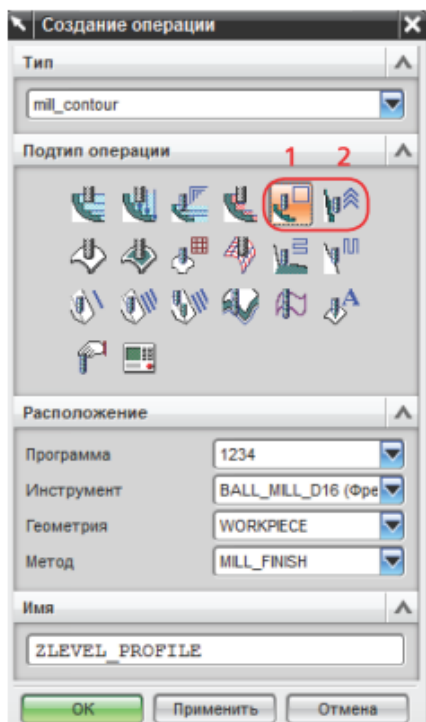 Создание операции
Тип
mill_contour
Подтип операции
1 2
A
Расположение
Программа 1234
Инструмент BALL_MILL_D16 (Фре
Геометрия WORKPIECE
Метод MILL_FINISH
Имя
ZLEVEL_PROFILE
ОК Применить Отмена